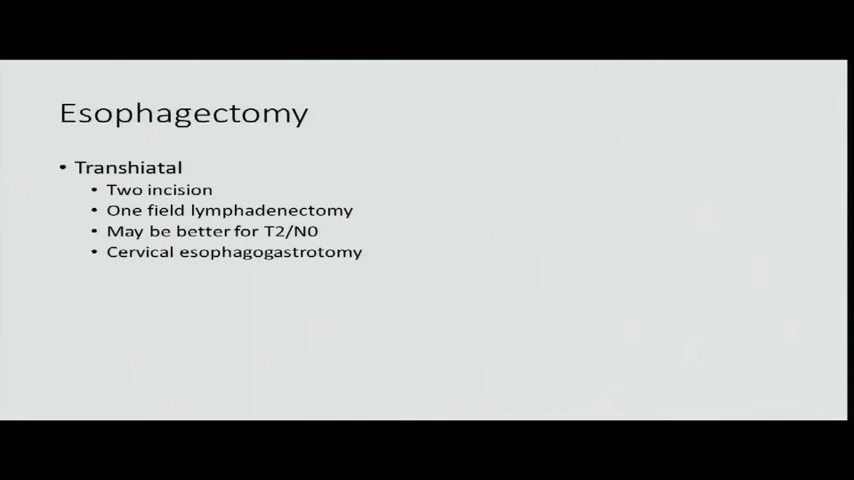 Esophagectomy
• Transhiatal
• Two incision
• One field lymphadenectomy
• May be better for T2/N0
• Cervical esophagogastrotomy